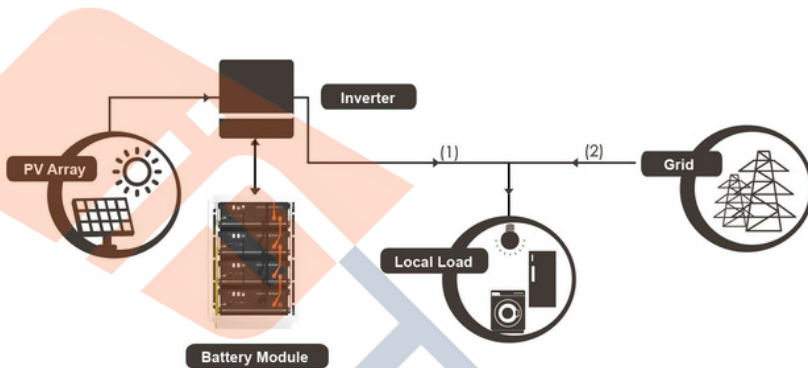 Inverter
(1)
(2)
PV Array
Grid
Local Load
Battery Module